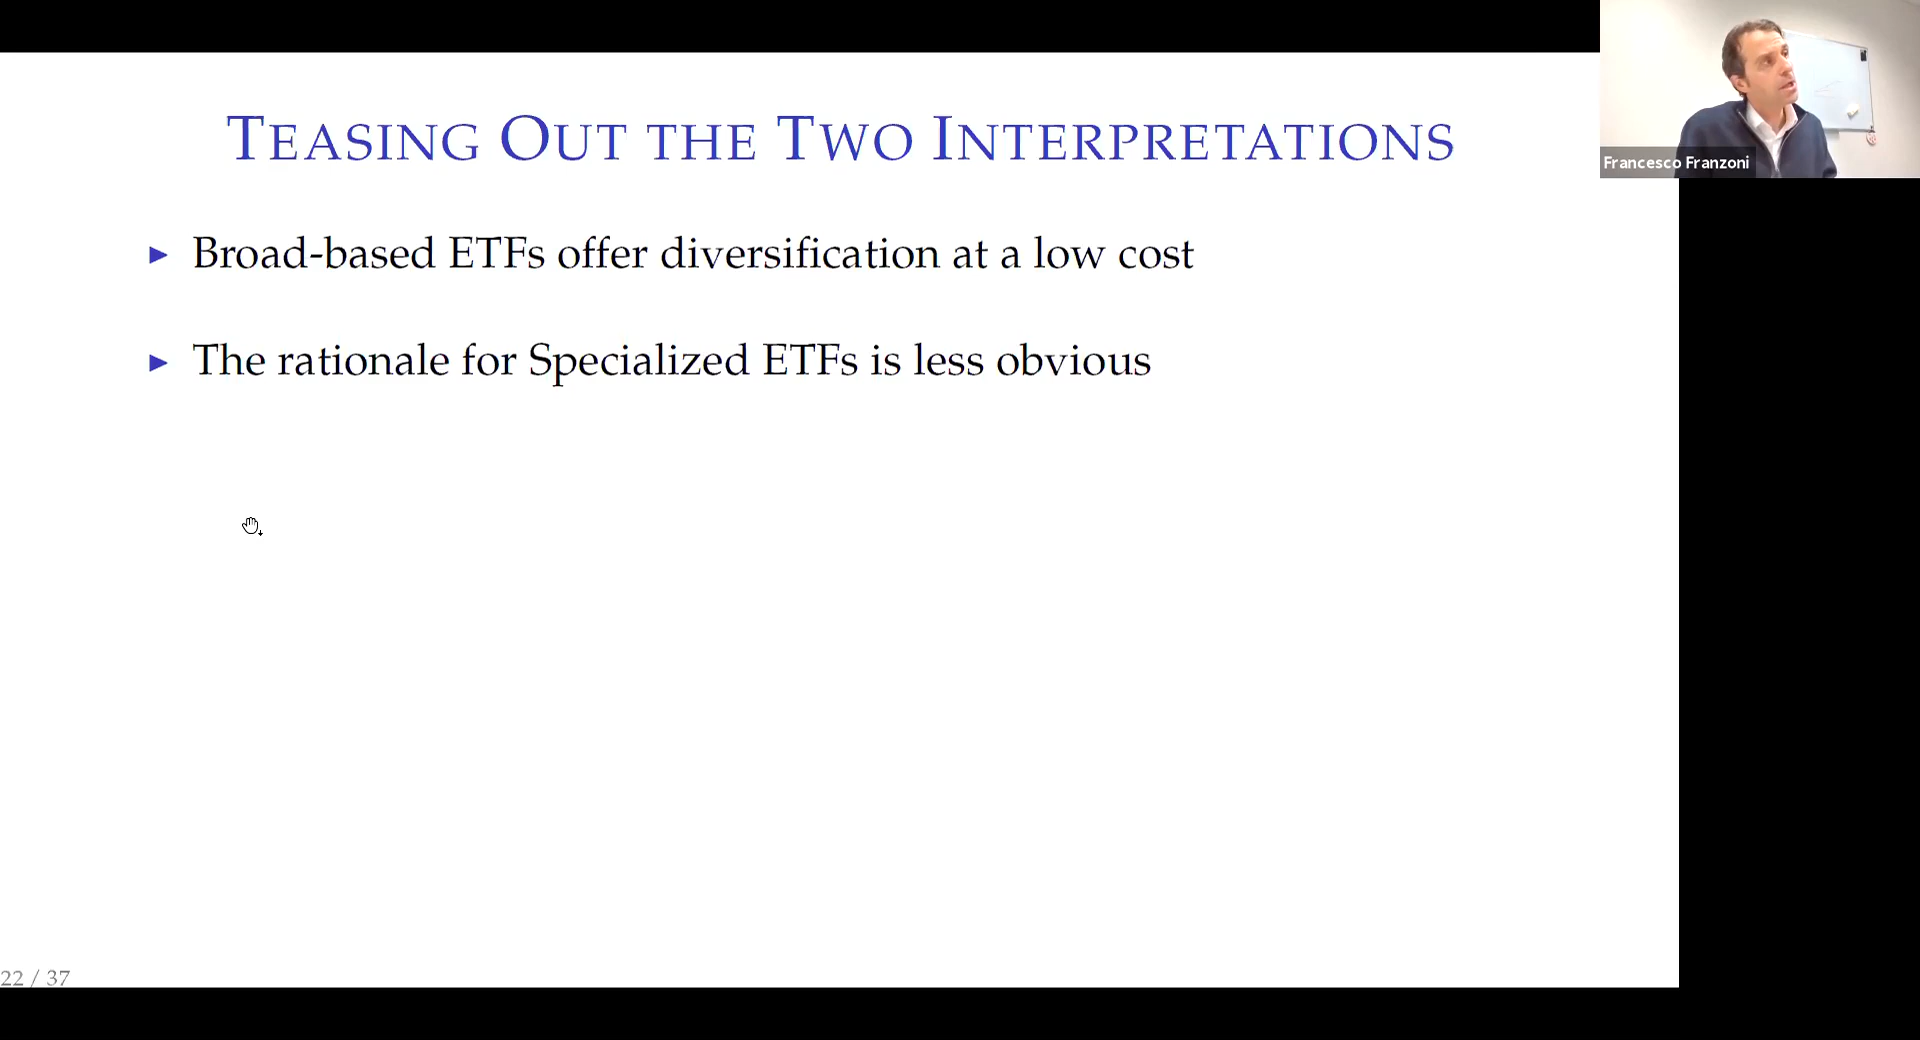 TEASING OUT THE TWO INTERPRETATIONS
Francesco Franzoni
▶ Broad-based ETFs offer diversification at a low cost
▶ The rationale for Specialized ETFs is less obvious
22 / 37